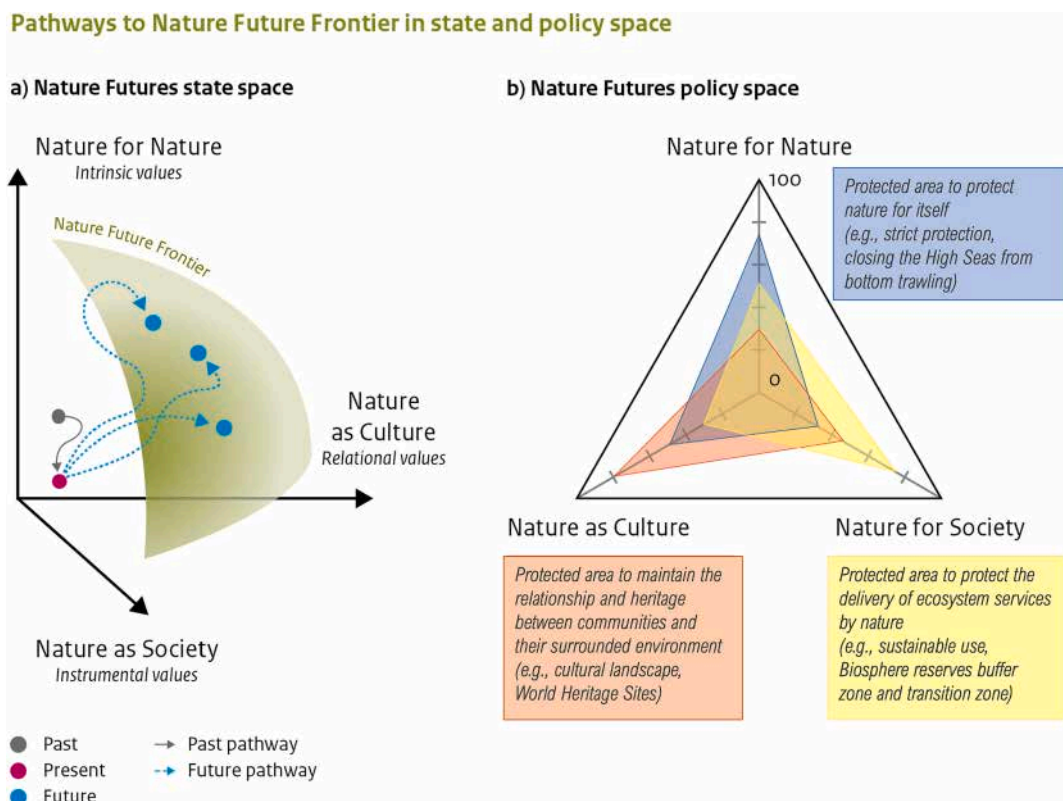 Pathways to Nature Future Frontier in state and policy space
a) Nature Futures state space
Nature for Nature
Intrinsic values
Nature Future Frontier
Nature
as Culture
Relational values
Nature as Society
Instrumental values
Past
Present
Future
Past pathway
Future pathway
b) Nature Futures policy space
Nature for Nature
100
0
Protected area to protect
nature for itself
(e.g., strict protection,
closing the High Seas from
bottom trawling)
Nature as Culture
Nature for Society
Protected area to maintain the
relationship and heritage
between communities and
their surrounded environment
(e.g., cultural landscape,
World Heritage Sites)
Protected area to protect the
delivery of ecosystem services
by nature
(e.g., sustainable use,
Biosphere reserves buffer
zone and transition zone)